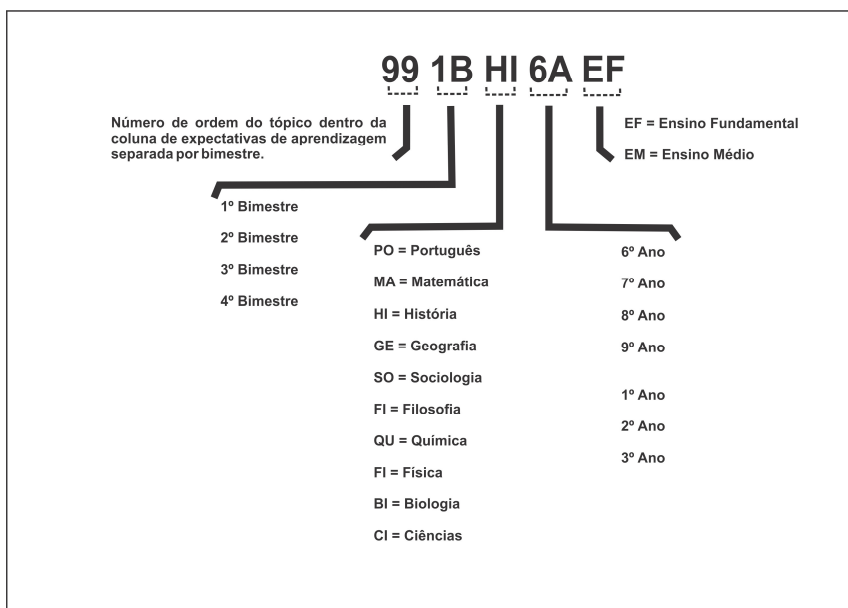 99 1B HI 6A EF
Número de ordem do tópico dentro da
coluna de expectativas de aprendizagem
separada por bimestre.
EF = Ensino Fundamental
EM = Ensino Médio
1º Bimestre
2º Bimestre
3º Bimestre
4º Bimestre
PO = Português
MA = Matemática
HI = História
GE = Geografia
SO = Sociologia
FI = Filosofia
QU = Química
FI = Física
BI = Biologia
CI = Ciências
6º Ano
7º Ano
8º Ano
9º Ano
1º Ano
2º Ano
3º Ano